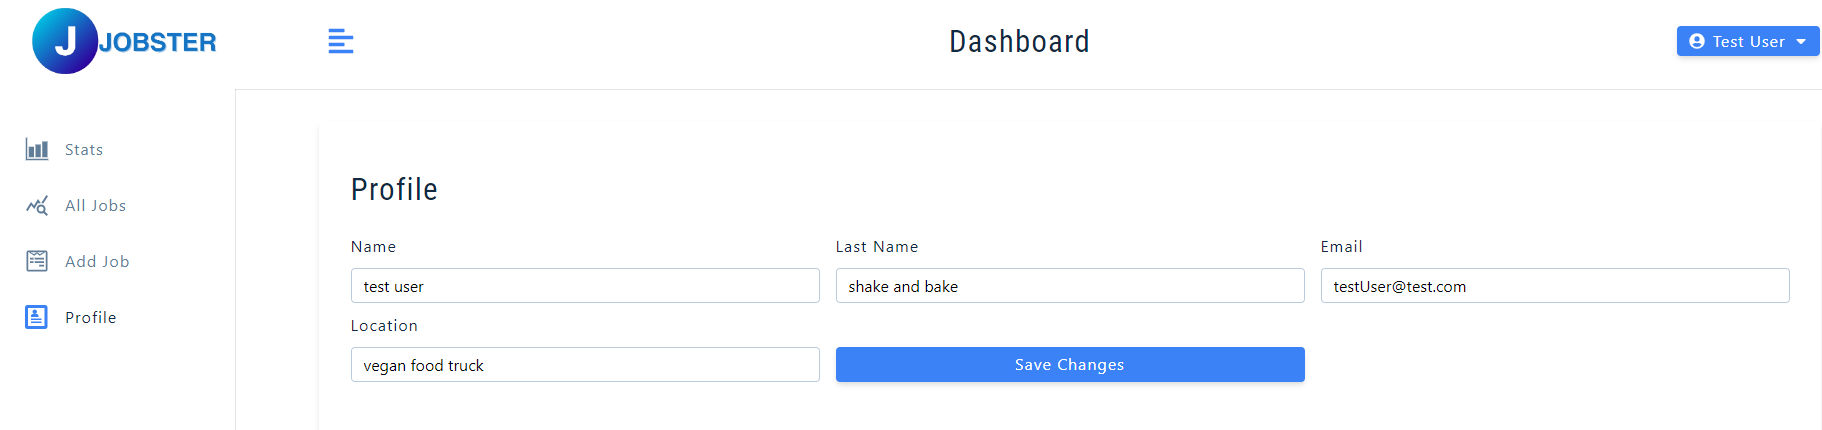 J JOBSTER
Dashboard
Test User
Stats
All Jobs
Add Job
Profile
Profile
Name
test user
Last Name
shake and bake
Email
testUser@test.com
Location
vegan food truck
Save Changes